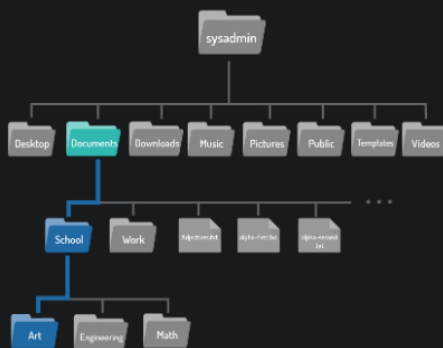 sysadmin
Desktop
Documents
Downloads
Music
Pictures
Public
Templates
Videos
School
Work
Adjectives.txt
alpha-first.txt
alpha-second
.txt
Art
Engineering
Math